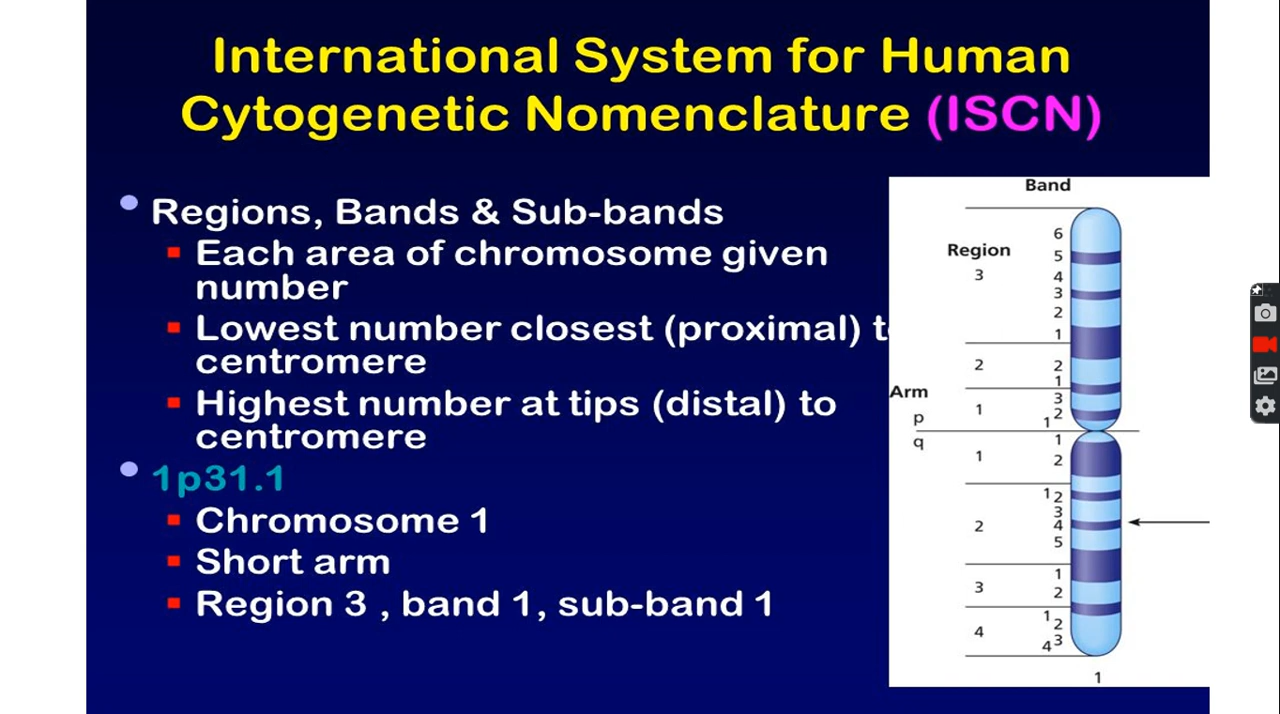 International System for Human
Cytogenetic Nomenclature (ISCN)
Regions, Bands & Sub-bands
Each area of chromosome given
number
Lowest number closest (proximal) t
centromere
Highest number at tips (distal) to
centromere
1p31.1
Chromosome 1
Short arm
Region 3 , band 1, sub-band 1
Band
6
Region
5
3 4
3
2
1
2 2
1
Arm
3
1
2
p 1
q 1
1 2
1 2
3
2 4
5
1
3 2
1
2
4
3
4
1